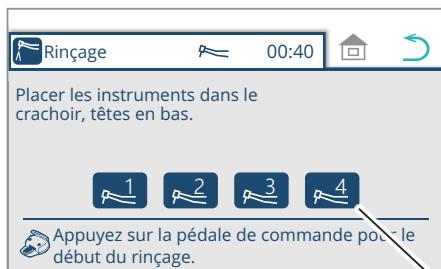 Rinçage 00:40
Placer les instruments dans le
crachoir, têtes en bas.
1 2 3 4
Appuyez sur la pédale de commande pour le
début du rinçage.